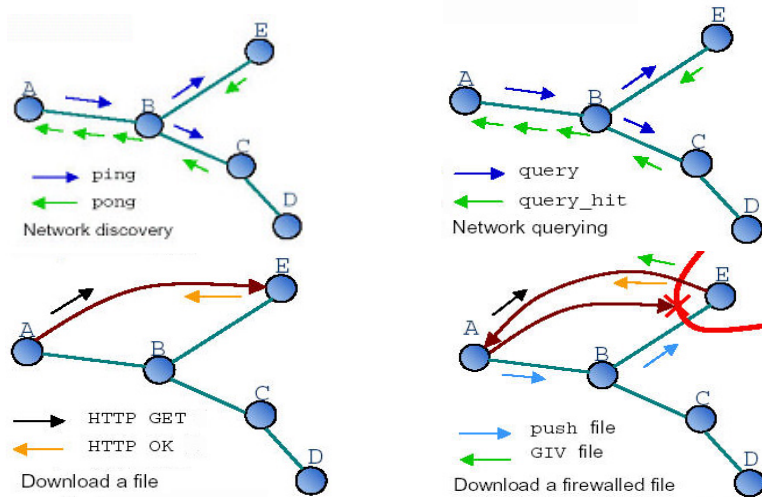 E
A
B
C
D
ping
pong
Network discovery
E
A
B
C
D
query
query_hit
Network querying
E
A
B
C
D
HTTP GET
HTTP OK
Download a file
E
A
B
C
D
push file
GIV file
Download a firewalled file